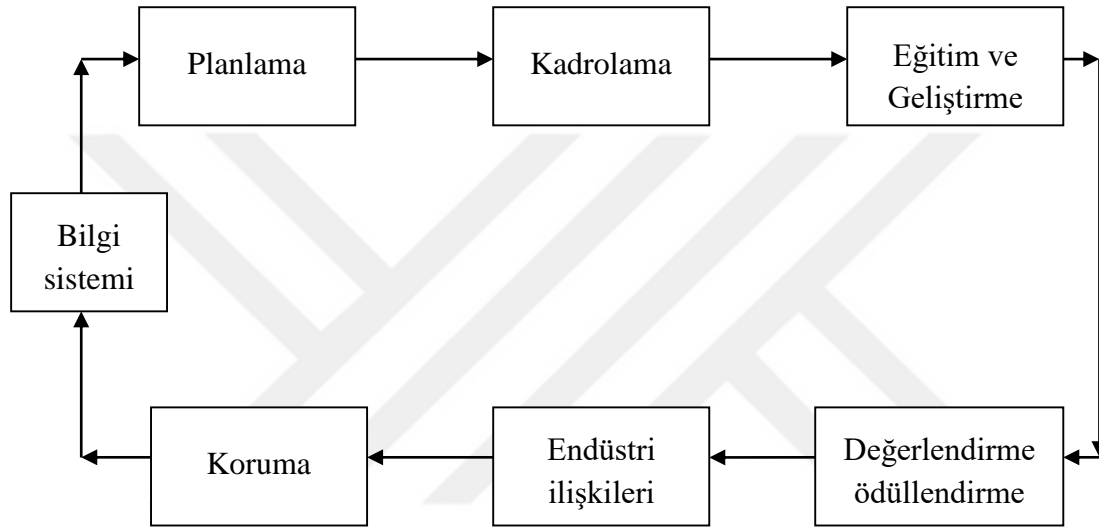 Planlama
Kadrolama
Eğitim ve
Geliştirme
Bilgi
sistemi
Koruma
Endüstri
ilişkileri
Değerlendirme
ödüllendirme